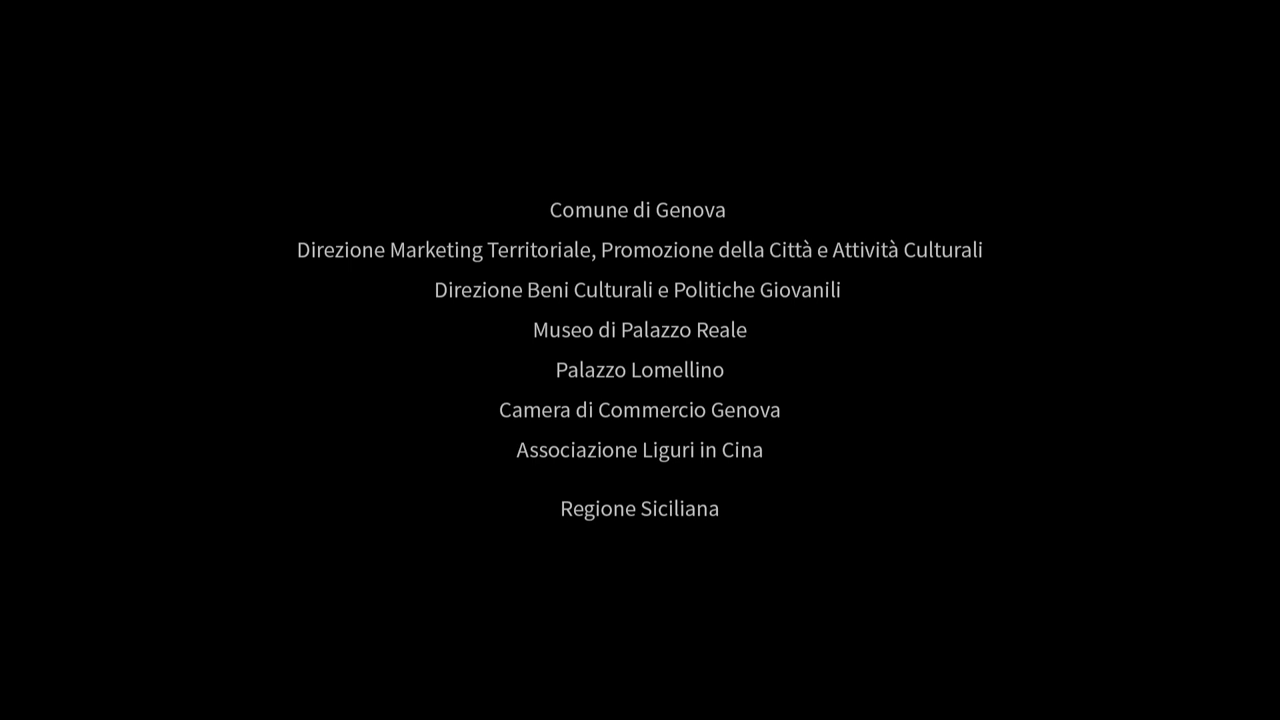 Comune di Genova
Direzione Marketing Territoriale, Promozione della Città e Attività Culturali
Direzione Beni Culturali e Politiche Giovanili
Museo di Palazzo Reale
Palazzo Lomellino
Camera di Commercio Genova
Associazione Liguri in Cina
Regione Siciliana